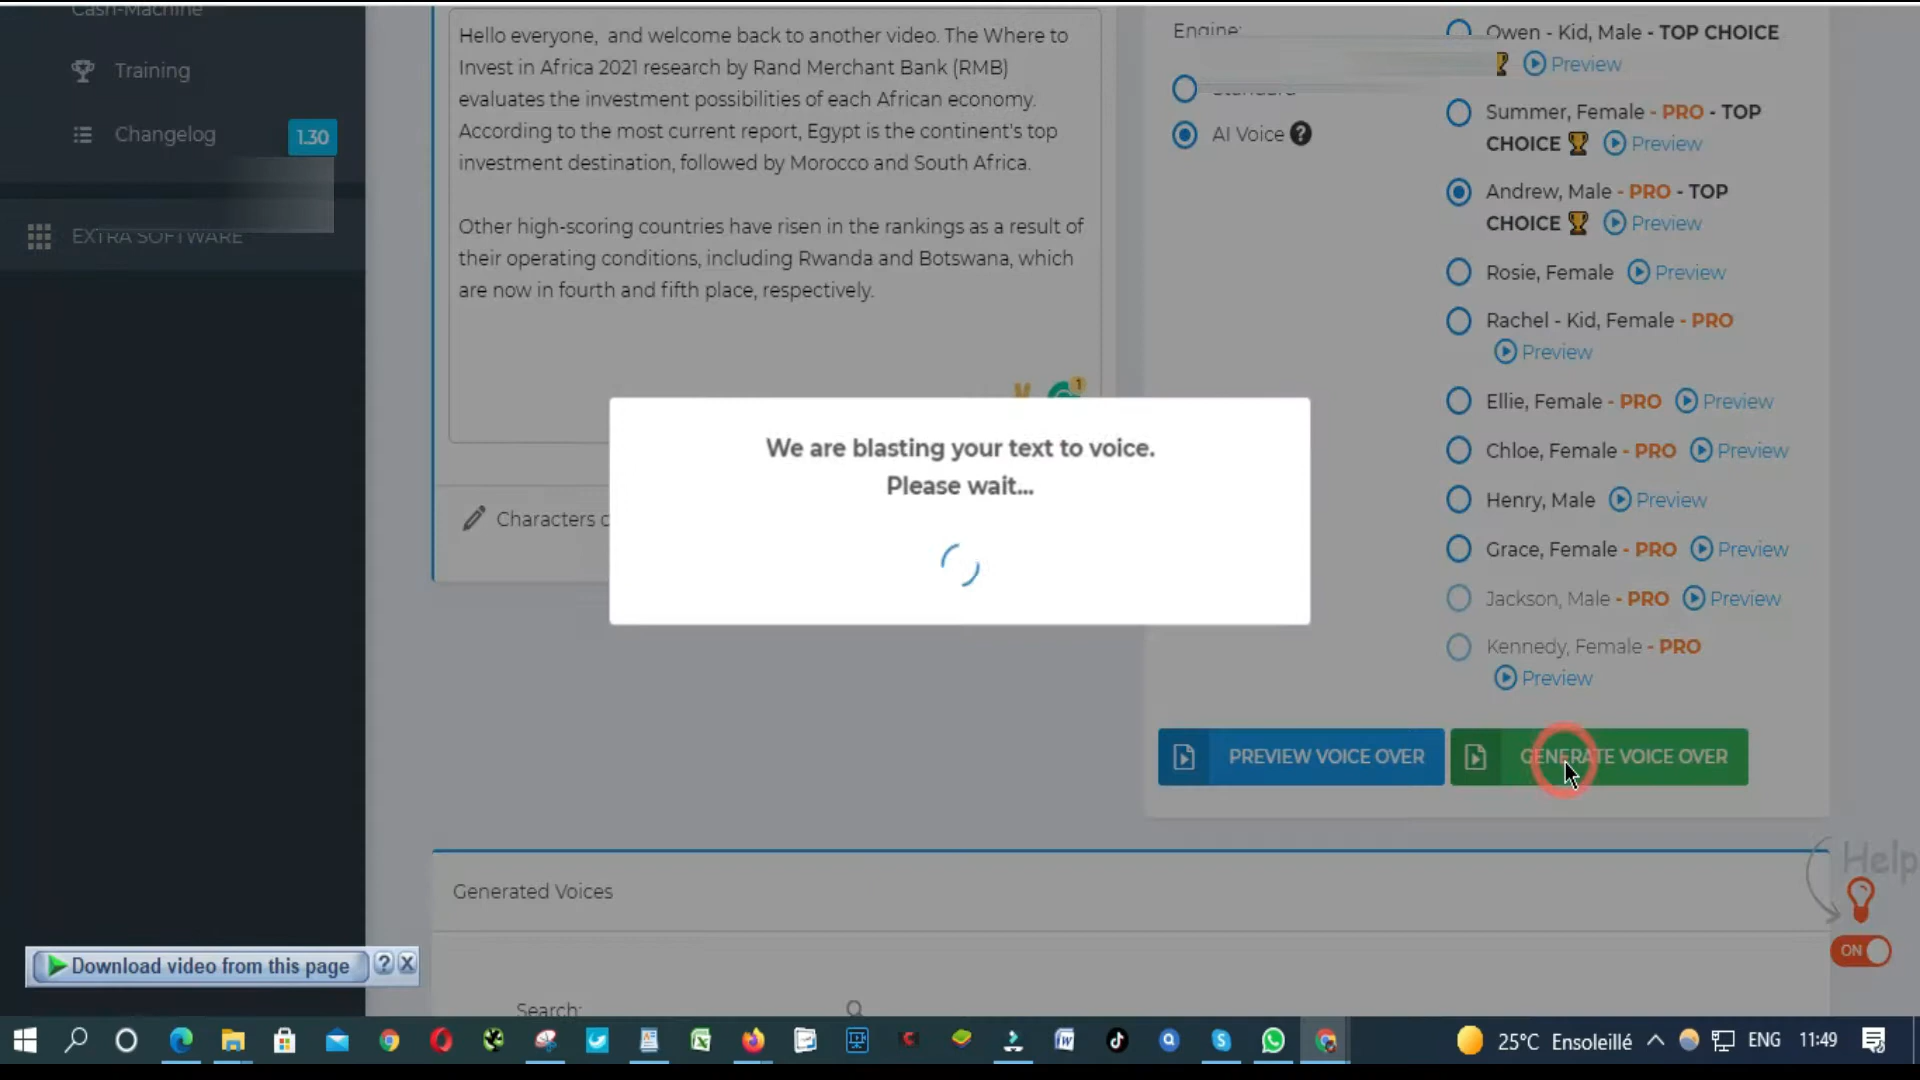 Cash-Machine
Training
Changelog 1.30
EXTRA SOFTWARE
Hello everyone, and welcome back to another video. The Where to
Invest in Africa 2021 research by Rand Merchant Bank (RMB)
evaluates the investment possibilities of each African economy.
According to the most current report, Egypt is the continent's top
investment destination, followed by Morocco and South Africa.
Other high-scoring countries have risen in the rankings as a result of
their operating conditions, including Rwanda and Botswana, which
are now in fourth and fifth place, respectively.
1
Characters
Engine:
Standard
AI Voice ?
Owen - Kid, Male - TOP CHOICE
Preview
Summer, Female - PRO - TOP
CHOICE Preview
Andrew, Male - PRO - TOP
CHOICE Preview
Rosie, Female Preview
Rachel - Kid, Female - PRO
Preview
Ellie, Female - PRO Preview
Chloe, Female - PRO Preview
Henry, Male Preview
Grace, Female - PRO Preview
Jackson, Male - PRO Preview
Kennedy, Female - PRO
Preview
We are blasting your text to voice.
Please wait...
PREVIEW VOICE OVER GENERATE VOICE OVER
Help
ON
Generated Voices
Search:
Download video from this page ? X
25°C Ensoleillé ENG 11:49